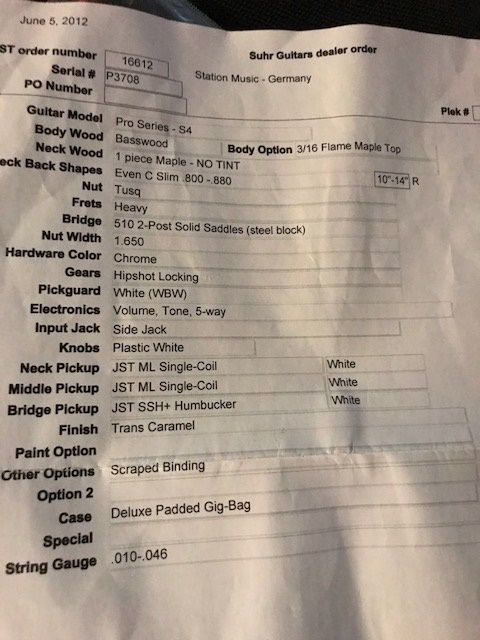 June 5, 2012
ST order number 16612 Suhr Guitars dealer order
Serial # P3708 Station Music - Germany
PO Number
Plek #
Guitar Model Pro Series - S4
Body Wood Basswood Body Option 3/16 Flame Maple Top
Neck Wood 1 piece Maple - NO TINT
eck Back Shapes Even C Slim .800 -.880 10"-14" R
Nut Tusq
Frets Heavy
Bridge 510 2-Post Solid Saddles (steel block)
Nut Width 1.650
Hardware Color Chrome
Gears Hipshot Locking
Pickguard White (WBW)
Electronics Volume, Tone, 5-way
Input Jack Side Jack
Knobs Plastic White
Neck Pickup JST ML Single-Coil White
Middle Pickup JST ML Single-Coil White
Bridge Pickup JST SSH+ Humbucker White
Finish Trans Caramel
Paint Option
Other Options Scraped Binding
Option 2
Case Deluxe Padded Gig-Bag
Special
String Gauge .010-.046